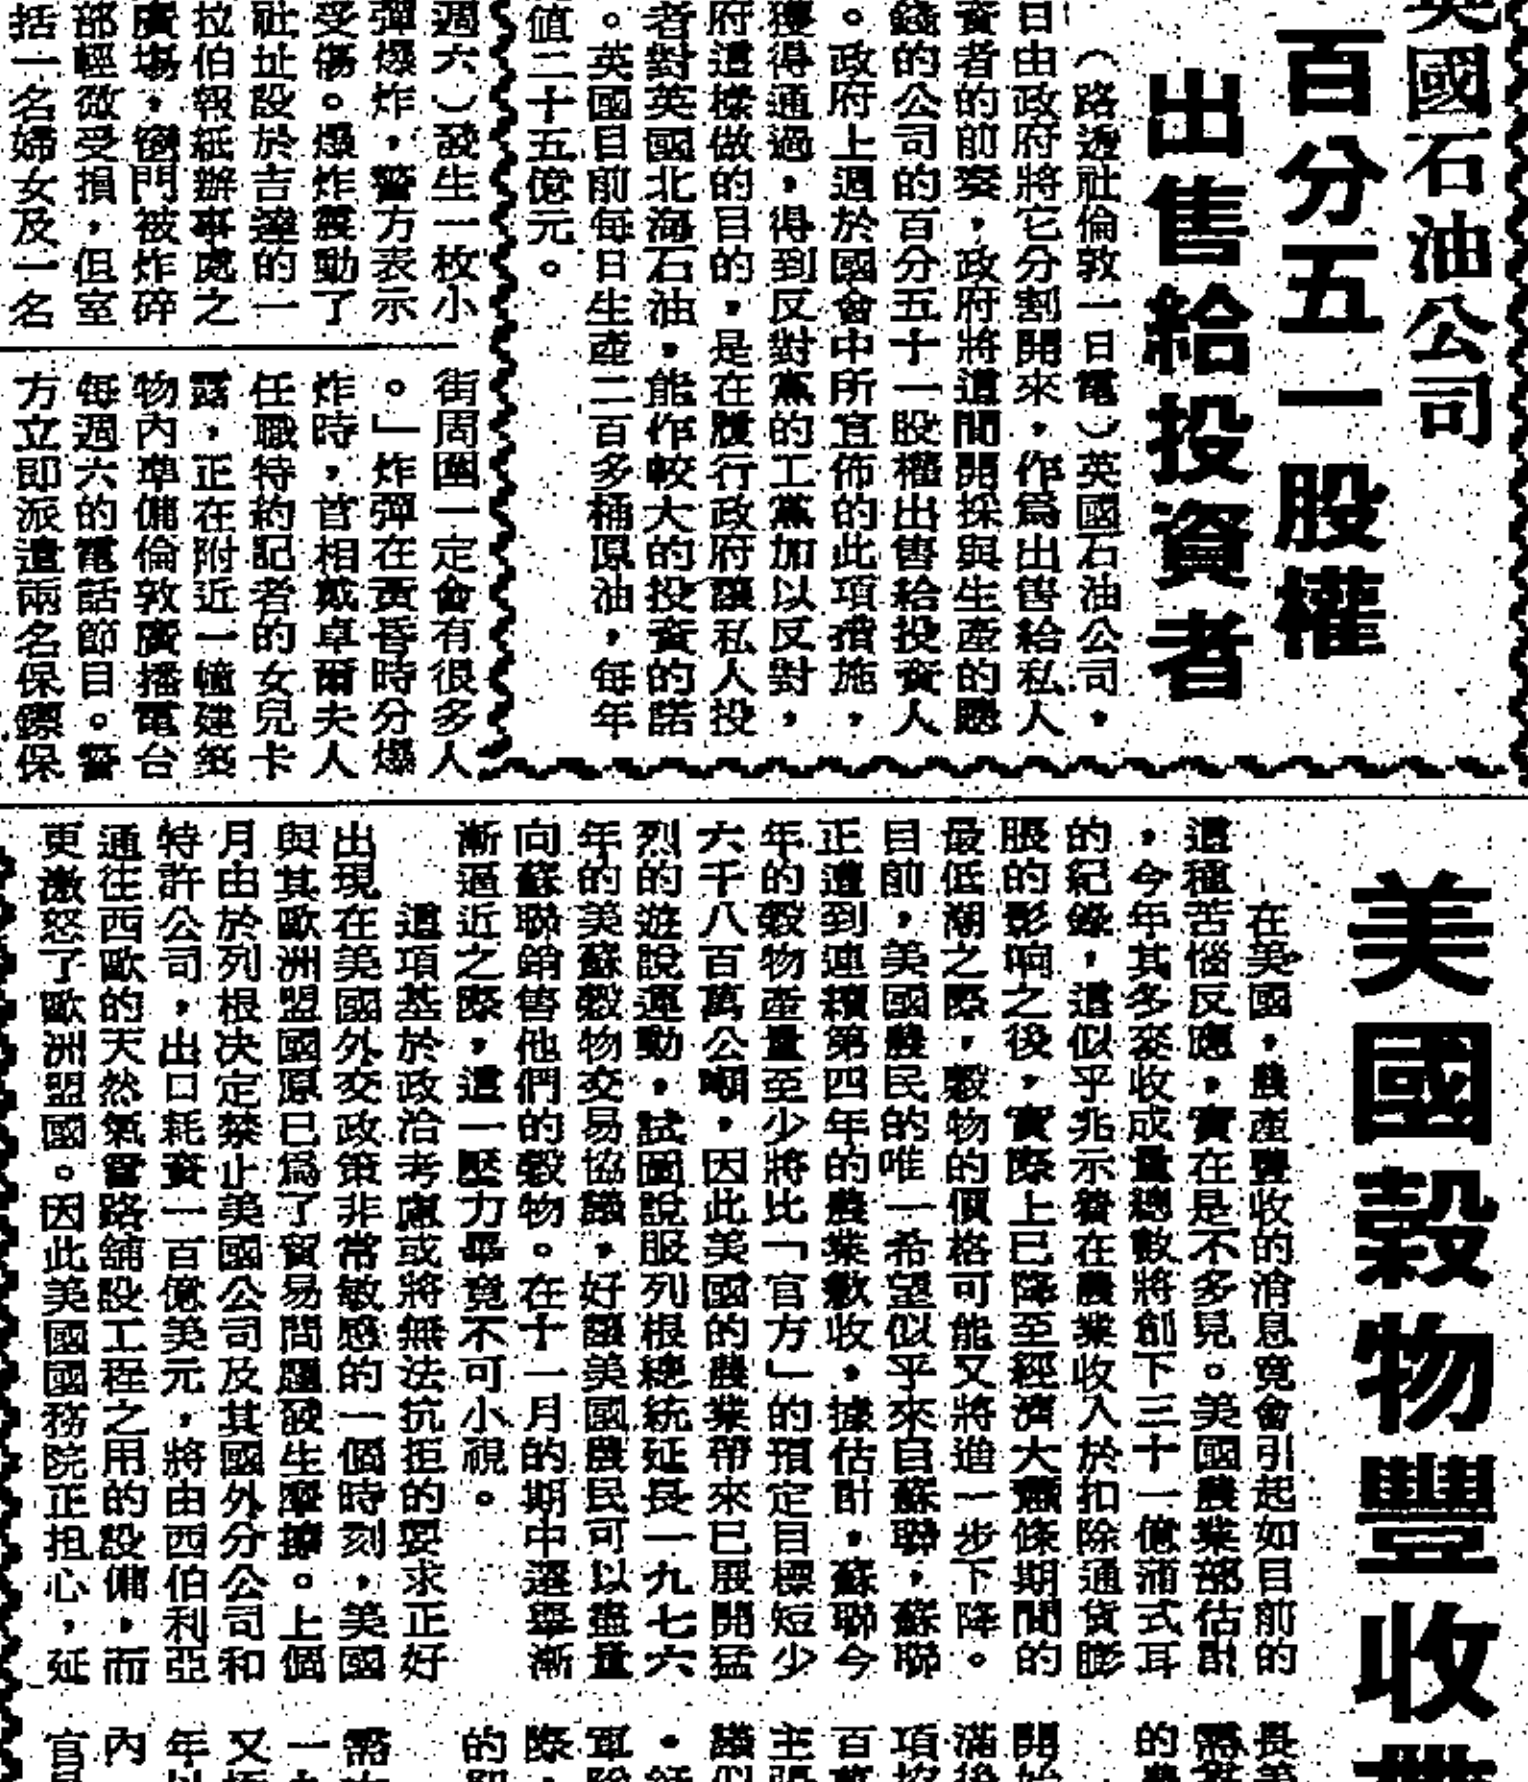 英國石油公司
百分五一股權
出售給投資者
（路透社倫敦一日電）英國石油公司，
日由政府將它分割開來，作爲出售給私人
資者的前奏，政府將這間開採與生產的
錢的公司的百分五十一股權出售給投資人
。政府上週於國會中所宣佈的此項措施，
獲得通過，得到反對黨的工黨加以反對，
府這樣做的目的，是在履行政府讓私人投
者對英國北海石油，能作較大的投資的諾
。英國目前每日生產二百多桶原油，每年
值二十五億元。
週六）發生一枚小
彈爆炸，警方表示
受傷。爆炸震動了
社址設於吉達的一
拉伯報紙辦事處之
廣場，窗門被炸碎
部輕微受損，但室
括一名婦女及一名
街周圍一定會有很多人
。」炸彈在黃昏時分爆
炸時，首相戴卓爾夫人
任職特約記者的女兒卡
露，正在附近一幢建築
物內準備倫敦廣播電台
每週六的電話節目。警
方立即派遣兩名保鏢保
美國穀物豐收
在美國，農產豐收的消息竟會引起如目前的
這種苦惱反應，實在是不多見。美國農業部估計
，今年其多麥收成量總數將創下三十一億蒲式耳
的紀錄，這似乎兆示着在農業收入於扣除通貨膨
脹的影响之後，實際上已降至經濟大蕭條期間的
最低潮之際，穀物的價格可能又將進一步下降。
目前，美國農民的唯一希望似乎來自蘇聯，蘇聯
正遭到連續第四年的農業歉收，據估計，蘇聯今
年的穀物產量至少將比「官方」的預定目標短少
六千八百萬公噸，因此美國的農業帶來已展開猛
烈的遊說運動，試圖說服列根總統延長一九七六
年的美蘇穀物交易協議，好讓美國農民可以盡量
向蘇聯銷售他們的穀物。在十一月的期中選舉漸
漸逼近之際，這一壓力畢竟不可小視。
這項基於政治考慮或將無法抗拒的要求正好
出現在美國外交政策非常敏感的一個時刻，美國
與其歐洲盟國原已爲了貿易問題發生摩擦。上個
月由於列根决定禁止美國公司及其國外分公司和
特許公司，出口耗資一百億美元，將由西伯利亞
通往西歐的天然氣管路舖設工程之用的設備，而
更激怒了歐洲盟國。因此美國國務院正担心，延